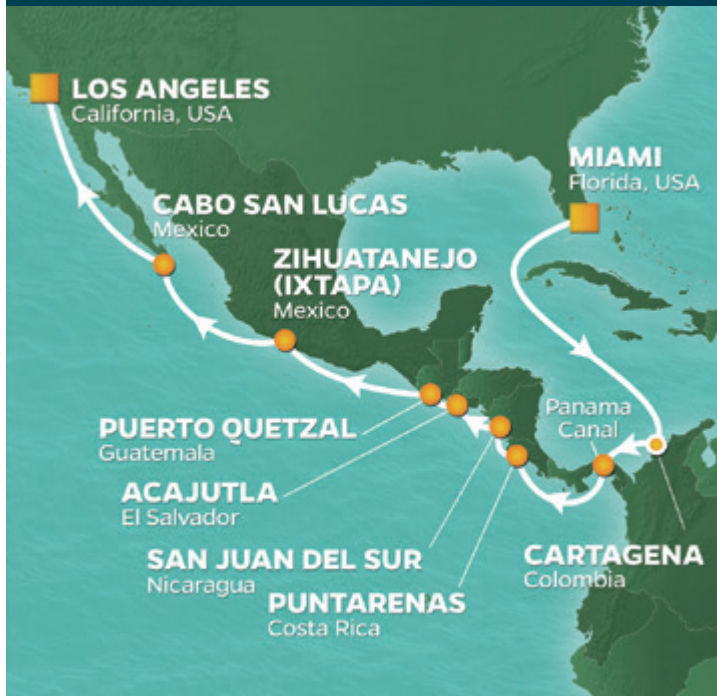 LOS ANGELES
California, USA
MIAMI
Florida, USA
CABO SAN LUCAS
Mexico
ZIHUATANEJO
(IXTAPA)
Mexico
Panama
Canal
PUERTO QUETZAL
Guatemala
ACAJUTLA
El Salvador
SAN JUAN DEL SUR
Nicaragua
CARTAGENA
Colombia
PUNTARENAS
Costa Rica